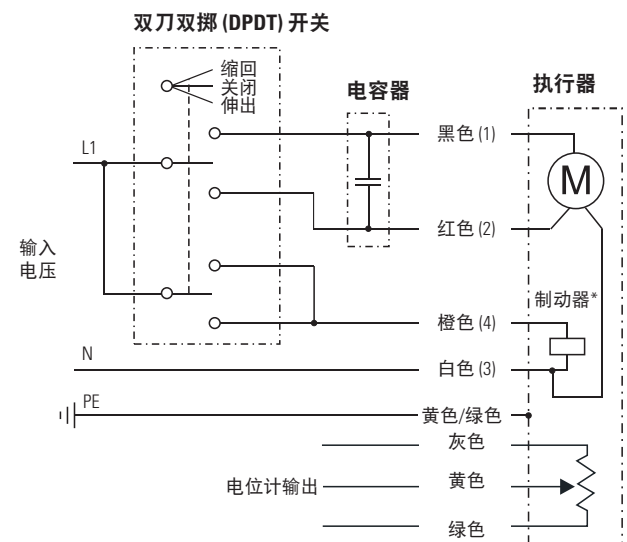 双刀双掷 (DPDT) 开关
缩回
关闭
伸出
电容器
执行器
L1
黑色 (1)
M
红色 (2)
输入
电压
制动器*
橙色 (4)
N
白色 (3)
PE
黄色/绿色
灰色
电位计输出
黄色
绿色